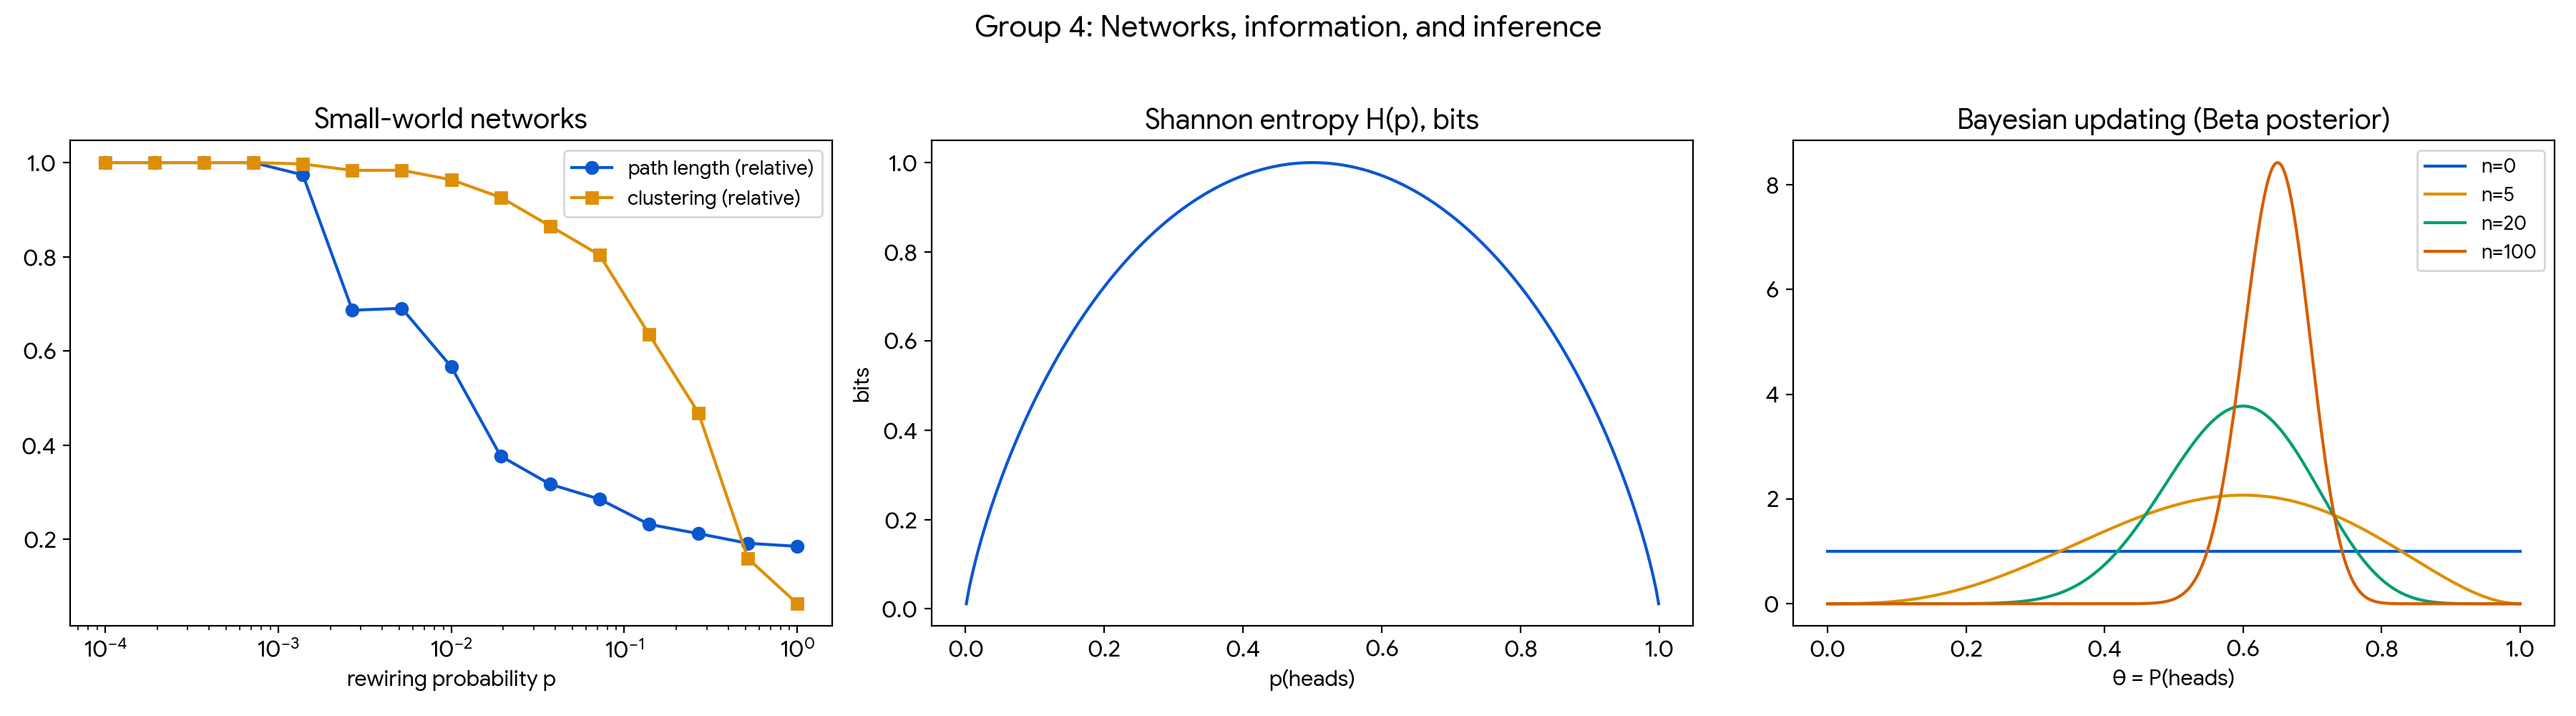 Group 4: Networks, information, and inference
Small-world networks
1.0
0.8
0.6
0.4
0.2
path length (relative)
clustering (relative)
10⁻⁴ 10⁻³ 10⁻² 10⁻¹ 10⁰
rewiring probability p
Shannon entropy H(p), bits
bits
1.0
0.8
0.6
0.4
0.2
0.0
0.0 0.2 0.4 0.6 0.8 1.0
p(heads)
Bayesian updating (Beta posterior)
8
6
4
2
0
n=0
n=5
n=20
n=100
0.0 0.2 0.4 0.6 0.8 1.0
θ = P(heads)